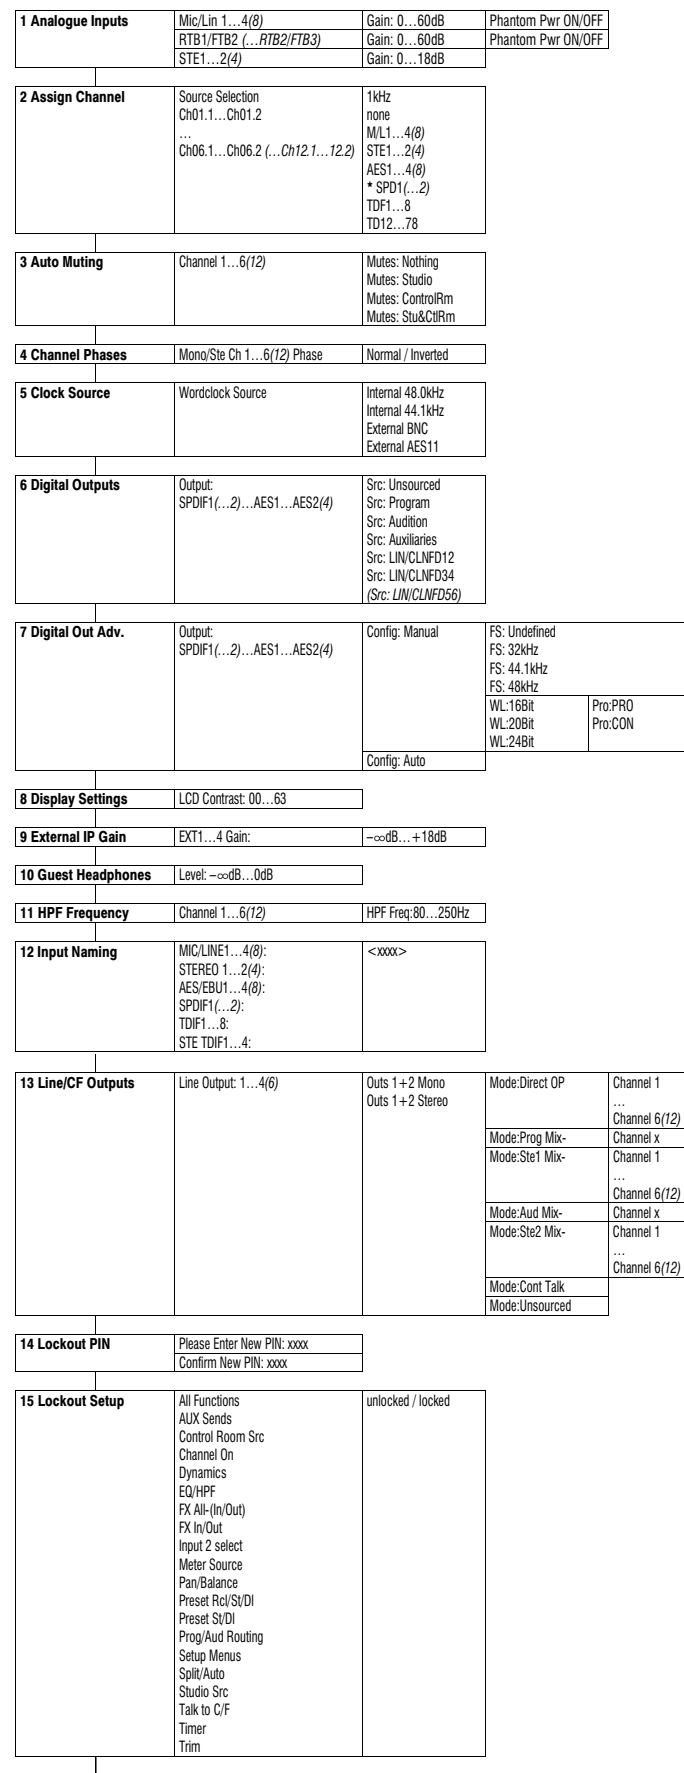 1 Analogue Inputs Mic/Lin 1…4(8) Gain: 0…60dB Phantom Pwr ON/OFF
RTB1/FTB2 (…RTB2/FTB3) Gain: 0…60dB Phantom Pwr ON/OFF
STE1…2(4) Gain: 0…18dB
2 Assign Channel Source Selection 1kHz
Ch01.1…Ch01.2 none
… M/L1…4(8)
Ch06.1…Ch06.2 (…Ch12.1…12.2) STE1…2(4)
AES1…4(8)
* SPD1(…2)
TDF1…8
TD12…78
3 Auto Muting Channel 1…6(12) Mutes: Nothing
Mutes: Studio
Mutes: ControlRm
Mutes: Stu&CtlRm
4 Channel Phases Mono/Ste Ch 1…6(12) Phase Normal / Inverted
5 Clock Source Wordclock Source Internal 48.0kHz
Internal 44.1kHz
External BNC
External AES11
6 Digital Outputs Output: Src: Unsourced
SPDIF1(…2)…AES1…AES2(4) Src: Program
Src: Audition
Src: Auxiliaries
Src: LIN/CLNFD12
Src: LIN/CLNFD34
(Src: LIN/CLNFD56)
7 Digital Out Adv. Output: Config: Manual FS: Undefined
SPDIF1(…2)…AES1…AES2(4) FS: 32kHz
FS: 44.1kHz
FS: 48kHz
WL:16Bit Pro:PRO
WL:20Bit Pro:CON
WL:24Bit
Config: Auto
8 Display Settings LCD Contrast: 00…63
9 External IP Gain EXT1…4 Gain: –∞dB…+18dB
10 Guest Headphones Level: –∞dB…0dB
11 HPF Frequency Channel 1…6(12) HPF Freq:80…250Hz
12 Input Naming MIC/LINE1…4(8): <xxxx>
STEREO 1…2(4):
AES/EBU1…4(8):
SPDIF1(…2):
TDIF1…8:
STE TDIF1…4:
13 Line/CF Outputs Line Output: 1…4(6) Outs 1+2 Mono Mode:Direct OP Channel 1
Outs 1+2 Stereo …
Channel 6(12)
Mode:Prog Mix- Channel x
Mode:Ste1 Mix- Channel 1
…
Channel 6(12)
Mode:Aud Mix- Channel x
Mode:Ste2 Mix- Channel 1
…
Channel 6(12)
Mode:Cont Talk
Mode:Unsourced
14 Lockout PIN Please Enter New PIN: xxxx
Confirm New PIN: xxxx
15 Lockout Setup All Functions unlocked / locked
AUX Sends
Control Room Src
Channel On
Dynamics
EQ/HPF
FX All-(In/Out)
FX In/Out
Input 2 select
Meter Source
Pan/Balance
Preset Rcl/St/Dl
Preset St/Dl
Prog/Aud Routing
Setup Menus
Split/Auto
Studio Src
Talk to C/F
Timer
Trim